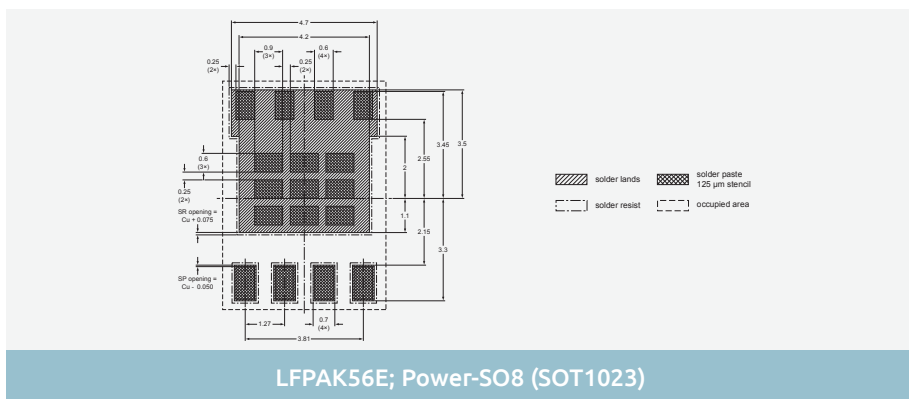 4.7
4.2
0.9
(3×)
0.6
(4×)
0.25
(2×)
0.25
(2×)
0.6
(3×)
0.25
(2×)
2
2.55
3.45
3.5
SR opening =
Cu + 0.075
1.1
2.15
3.3
SP opening =
Cu - 0.050
1.27
0.7
(4×)
3.81
solder lands
solder paste
125 μm stencil
solder resist
occupied area
LFPAK56E; Power-SO8 (SOT1023)